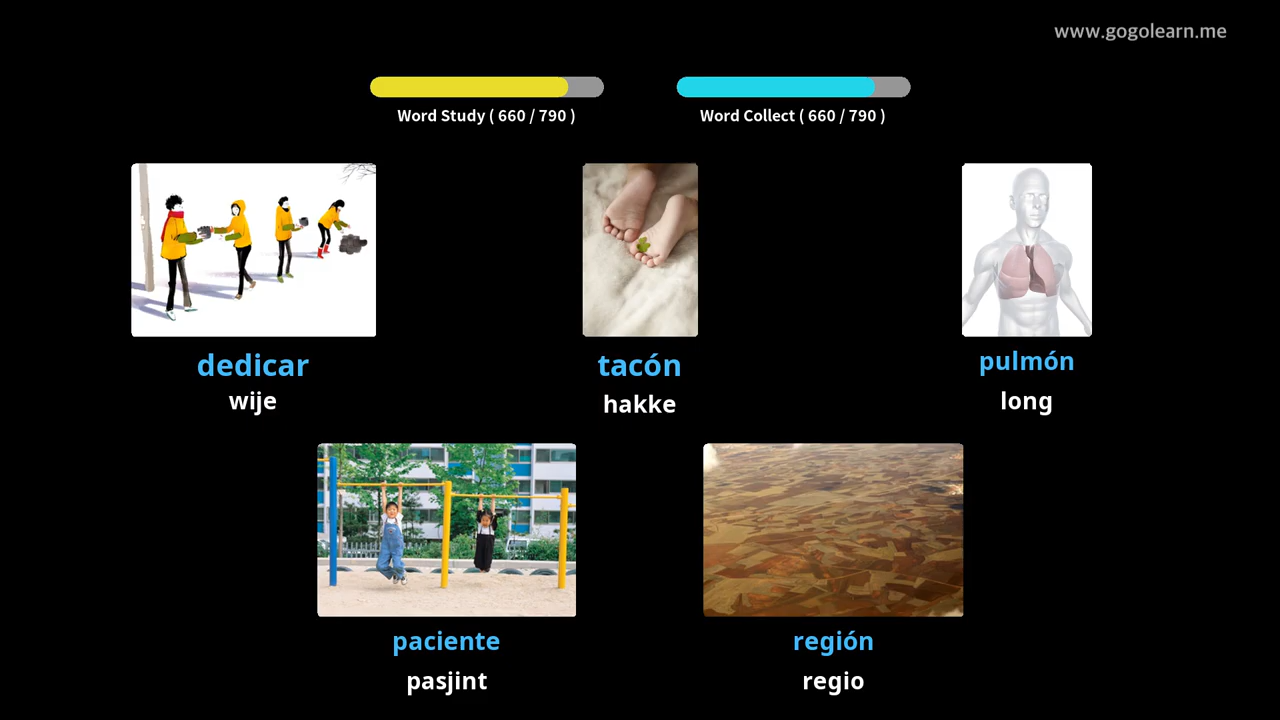 www.gogolearn.me
Word Study ( 660 / 790 )
Word Collect ( 660 / 790 )
dedicar
wije
tacón
hakke
pulmón
long
paciente
pasjint
región
regio